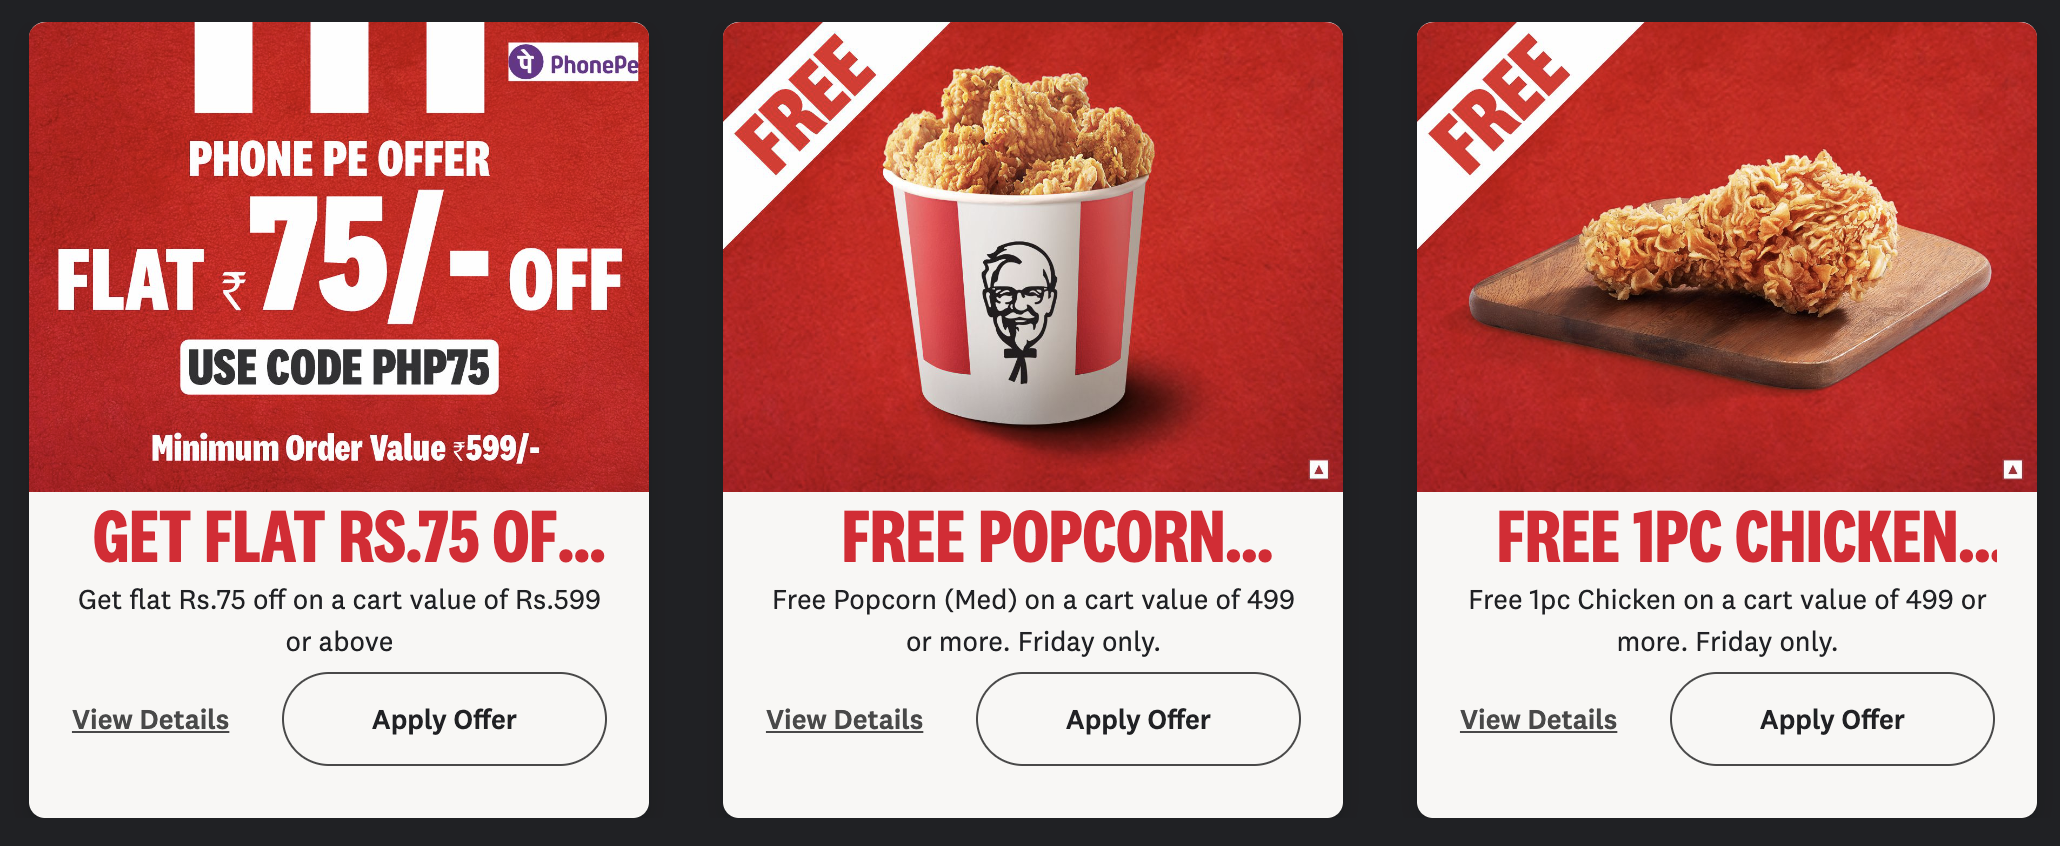 पे PhonePe
PHONE PE OFFER
FLAT ₹75/- OFF
USE CODE PHP75
Minimum Order Value ₹599/-
GET FLAT RS.75 OF...
Get flat Rs.75 off on a cart value of Rs.599
or above
View Details
Apply Offer
FREE
FREE POPCORN...
Free Popcorn (Med) on a cart value of 499
or more. Friday only.
View Details
Apply Offer
FREE
FREE 1PC CHICKEN...
Free 1pc Chicken on a cart value of 499 or
more. Friday only.
View Details
Apply Offer